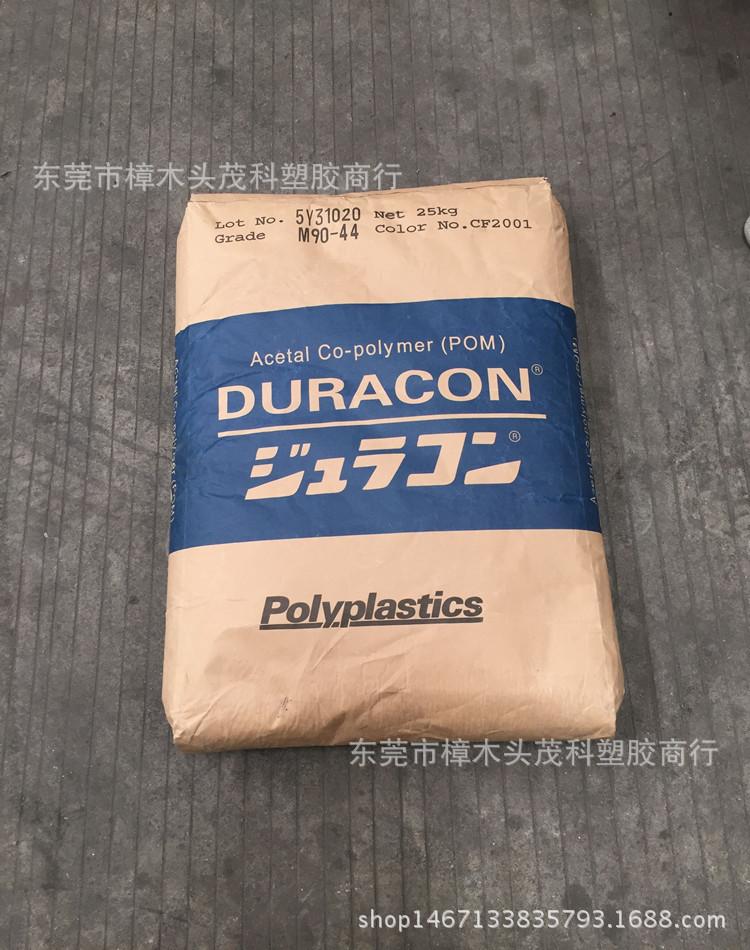 东莞市樟木头茂科塑胶商行
Lot No. 5Y31020 Net 25kg
Grade M90-44 Color No.CF2001
Acetal Co-polymer (POM)
DURACON®
ジュラコン®
Polyplastics
东莞市樟木头茂科塑胶商行
shop1467133835793.1688.com